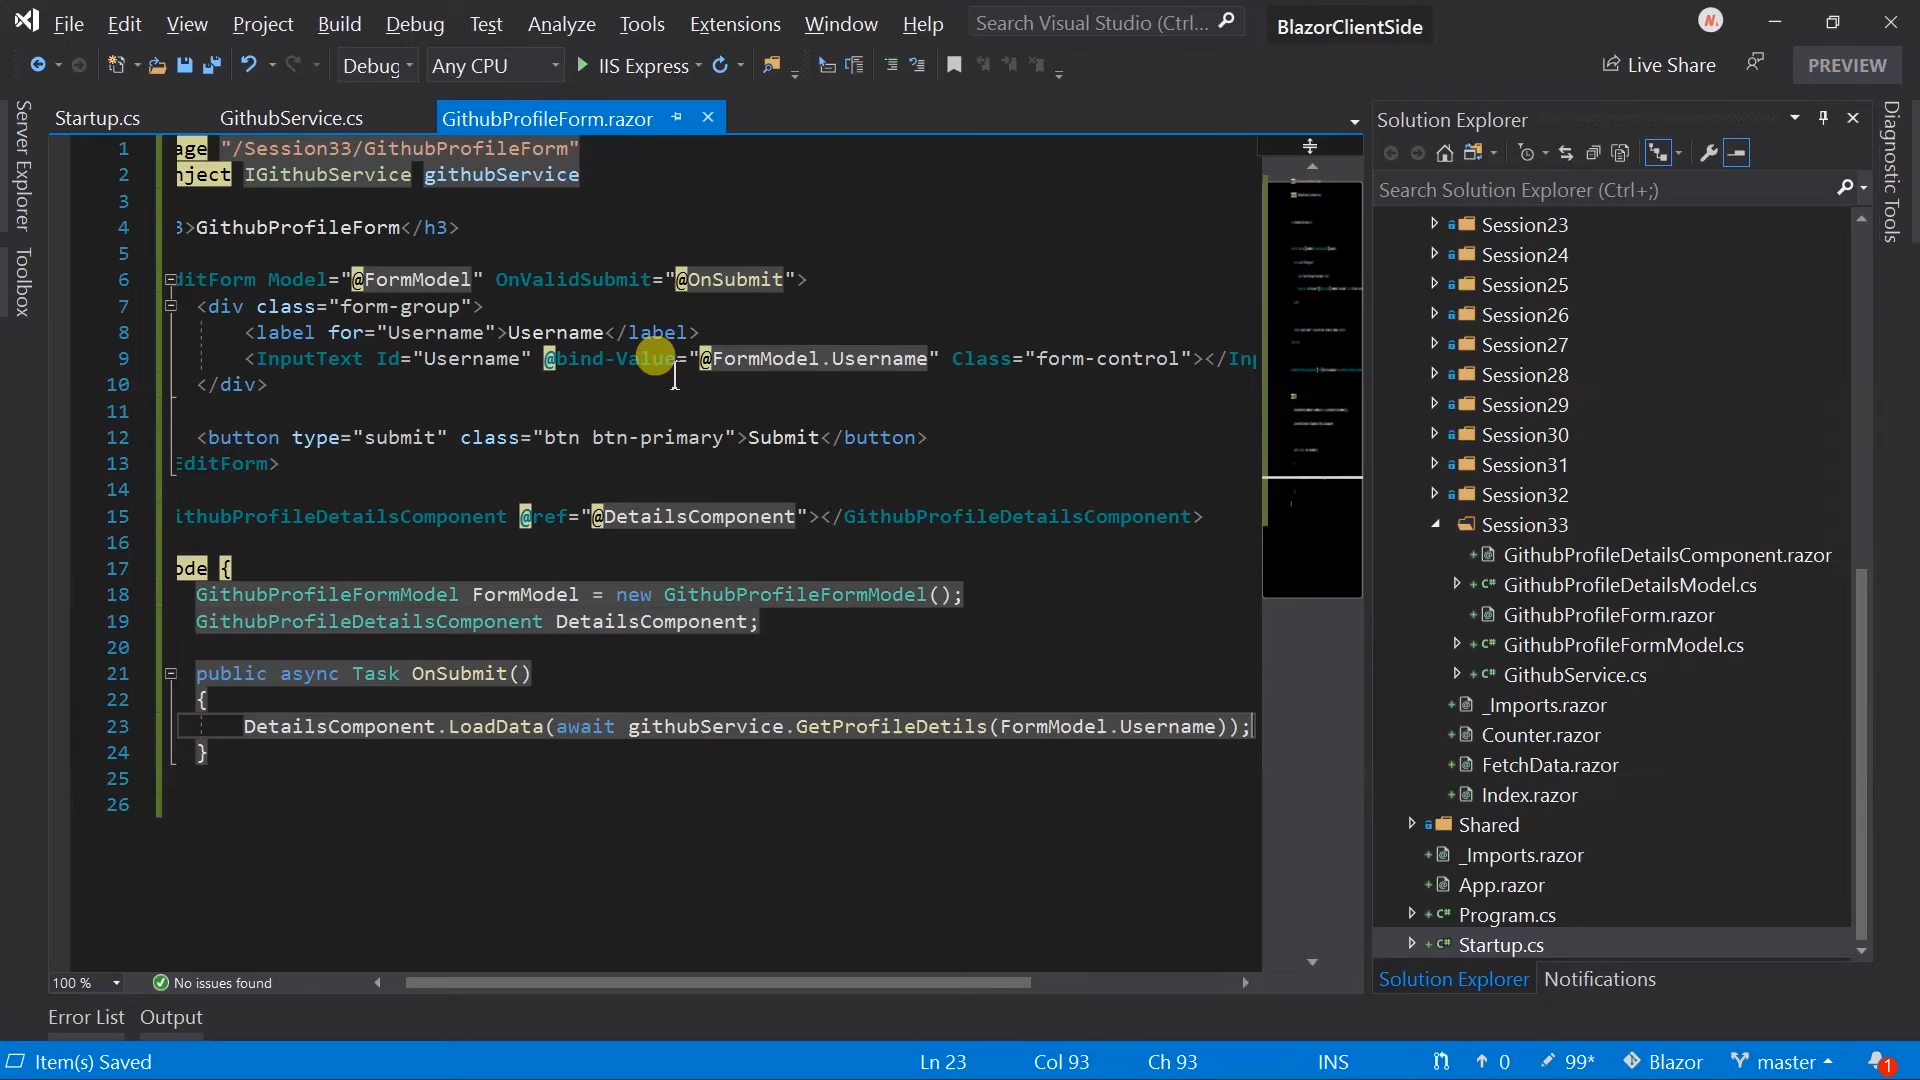 File Edit View Project Build Debug Test Analyze Tools Extensions Window Help Search Visual Studio (Ctrl... BlazorClientSide
Debug Any CPU IIS Express Live Share PREVIEW
Startup.cs GithubService.cs GithubProfileForm.razor
Server Explorer
Toolbox
1 age "/Session33/GithubProfileForm"
2 nject IGithubService githubService
3
4 3>GithubProfileForm</h3>
5
6 ditForm Model="@FormModel" OnValidSubmit="@OnSubmit">
7 <div class="form-group">
8 <label for="Username">Username</label>
9 <InputText Id="Username" @bind-Value="@FormModel.Username" Class="form-control"></Inp
10 </div>
11
12 <button type="submit" class="btn btn-primary">Submit</button>
13 EditForm>
14
15 ithubProfileDetailsComponent @ref="@DetailsComponent"></GithubProfileDetailsComponent>
16
17 ode {
18 GithubProfileFormModel FormModel = new GithubProfileFormModel();
19 GithubProfileDetailsComponent DetailsComponent;
20
21 public async Task OnSubmit()
22 {
23 DetailsComponent.LoadData(await githubService.GetProfileDetils(FormModel.Username));
24 }
25
26
100 % No issues found
Error List Output
Solution Explorer
Search Solution Explorer (Ctrl+;)
Session23
Session24
Session25
Session26
Session27
Session28
Session29
Session30
Session31
Session32
Session33
GithubProfileDetailsComponent.razor
GithubProfileDetailsModel.cs
GithubProfileForm.razor
GithubProfileFormModel.cs
GithubService.cs
_Imports.razor
Counter.razor
FetchData.razor
Index.razor
Shared
_Imports.razor
App.razor
Program.cs
Startup.cs
Solution Explorer Notifications
Diagnostic Tools
Item(s) Saved Ln 23 Col 93 Ch 93 INS 0 99* Blazor master 1